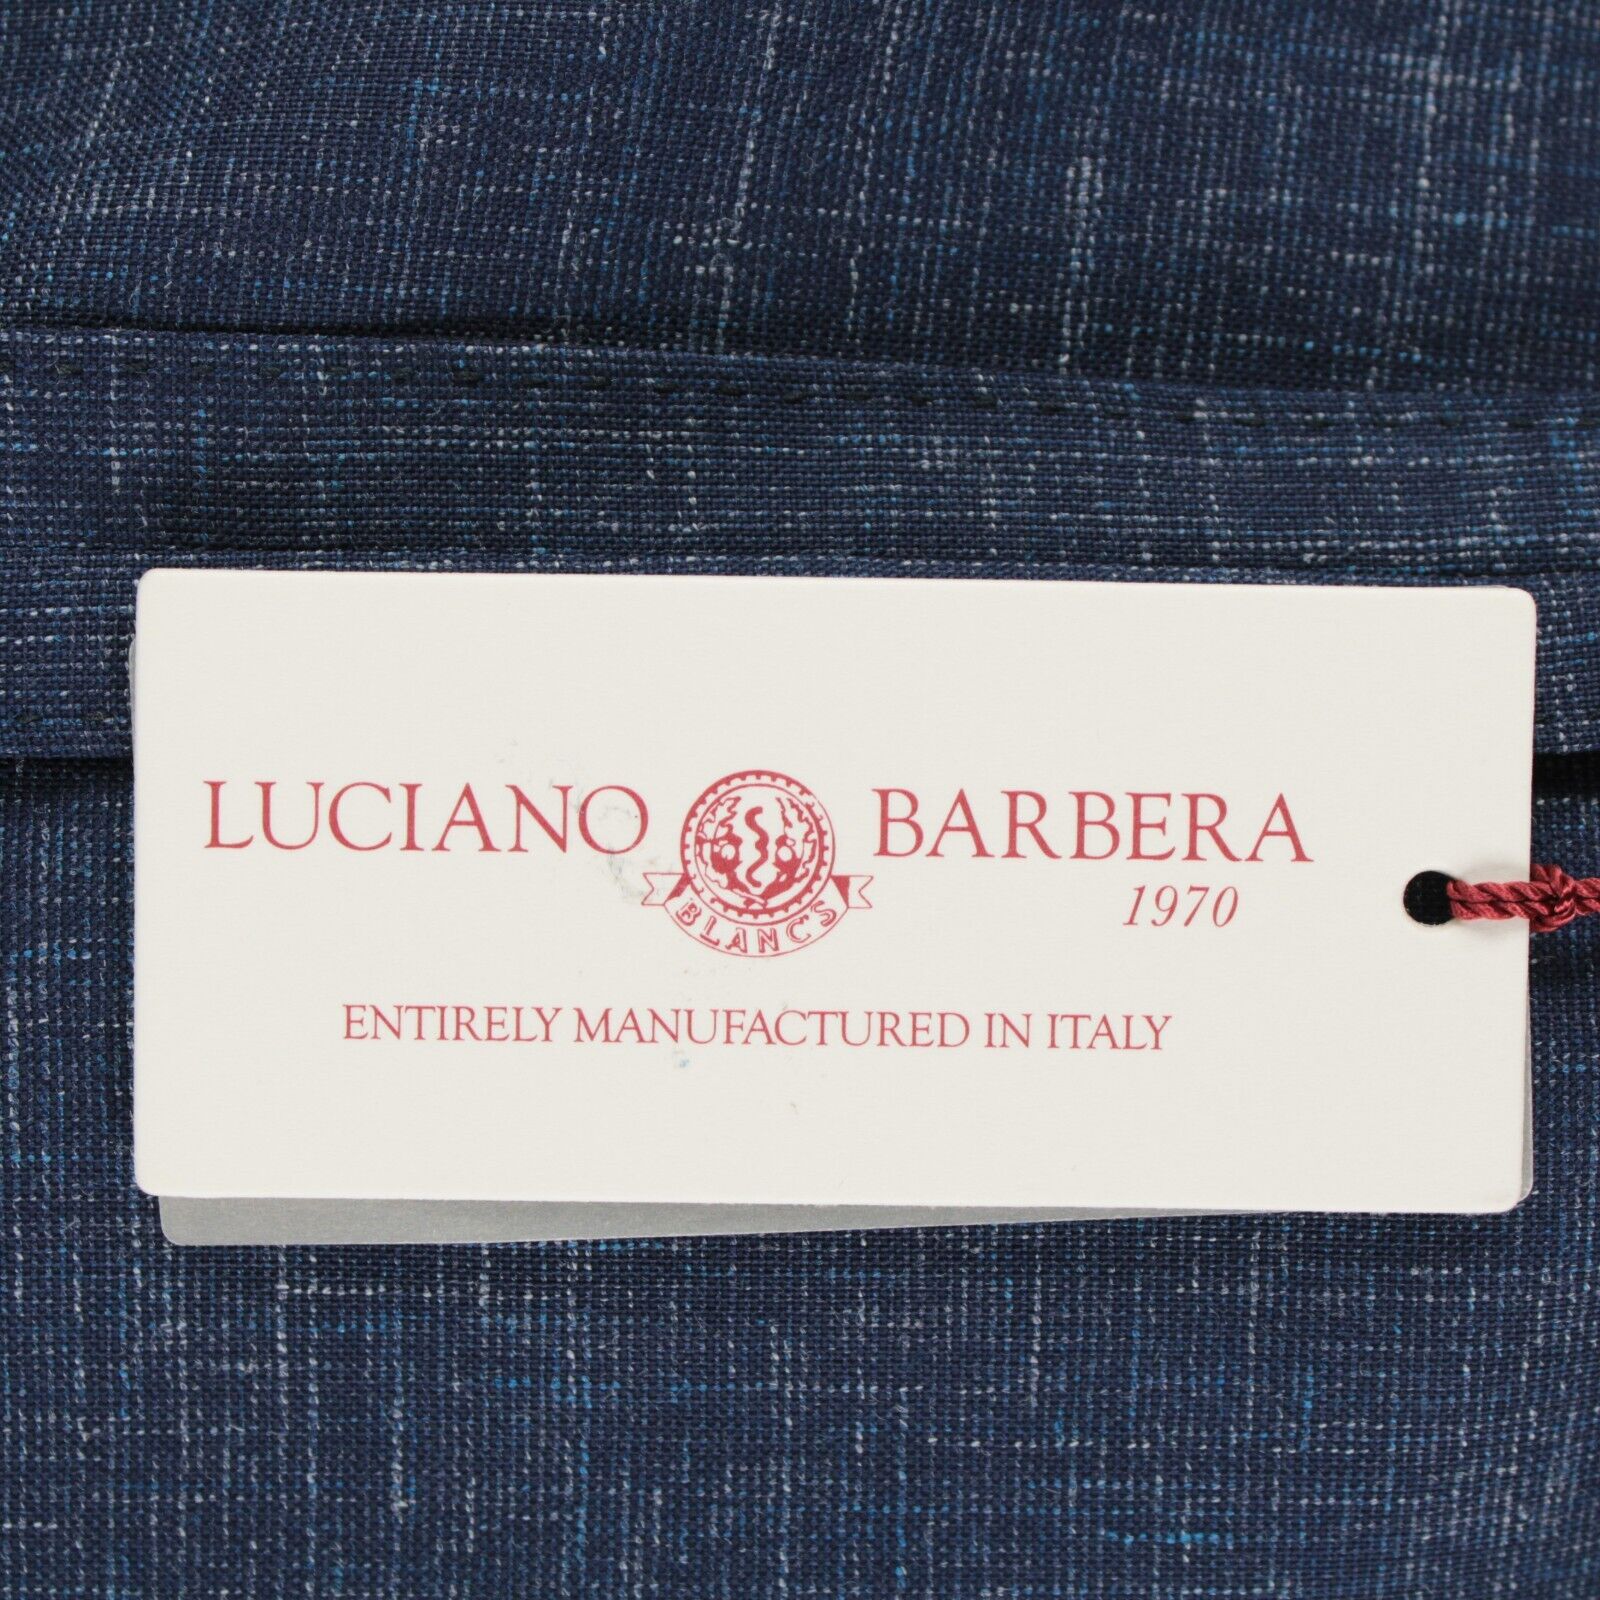 LUCIANO BARBERA
BLANC'S
1970
ENTIRELY MANUFACTURED IN ITALY